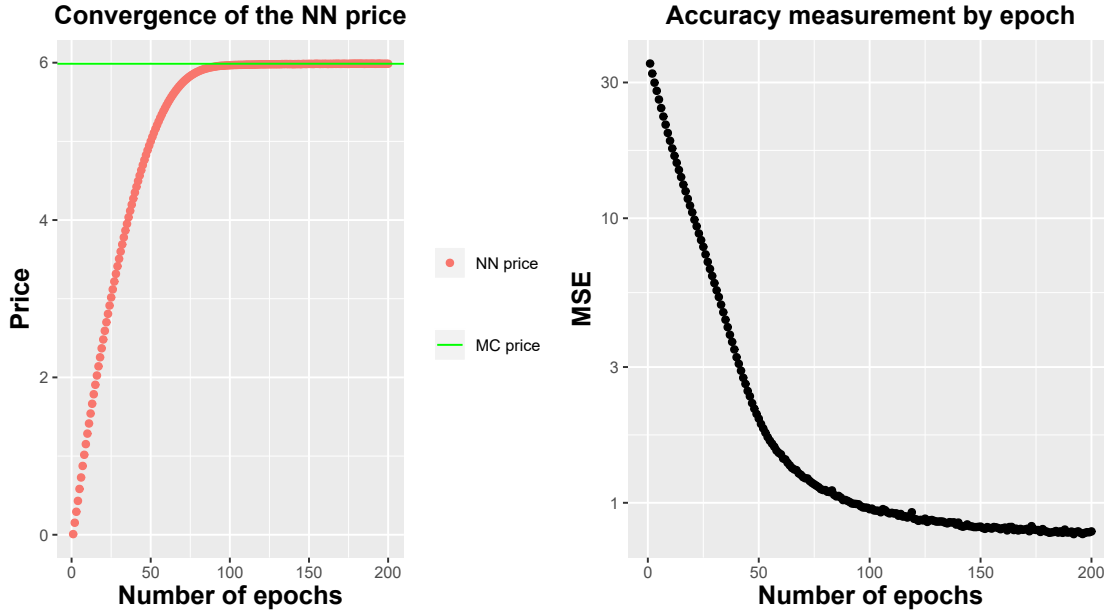 Convergence of the NN price
Price
6
4
2
0
0 50 100 150 200
Number of epochs
NN price
MC price
Accuracy measurement by epoch
MSE
30
10
3
1
0 50 100 150 200
Number of epochs